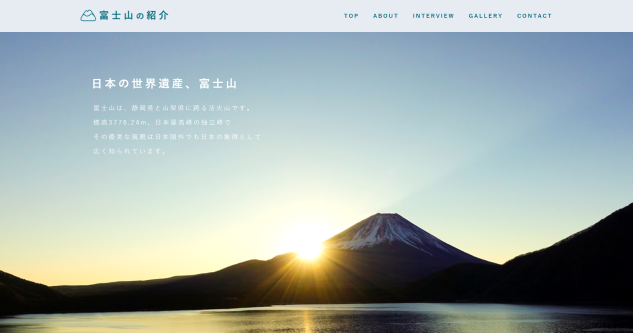 富士山の紹介
TOP ABOUT INTERVIEW GALLERY CONTACT
日本の世界遺産、富士山
富士山は、静岡県と山梨県に跨る活火山です。
標高3776.24m、日本最高峰の独立峰で
その優美な風貌は日本国外でも日本の象徴として
広く知られています。